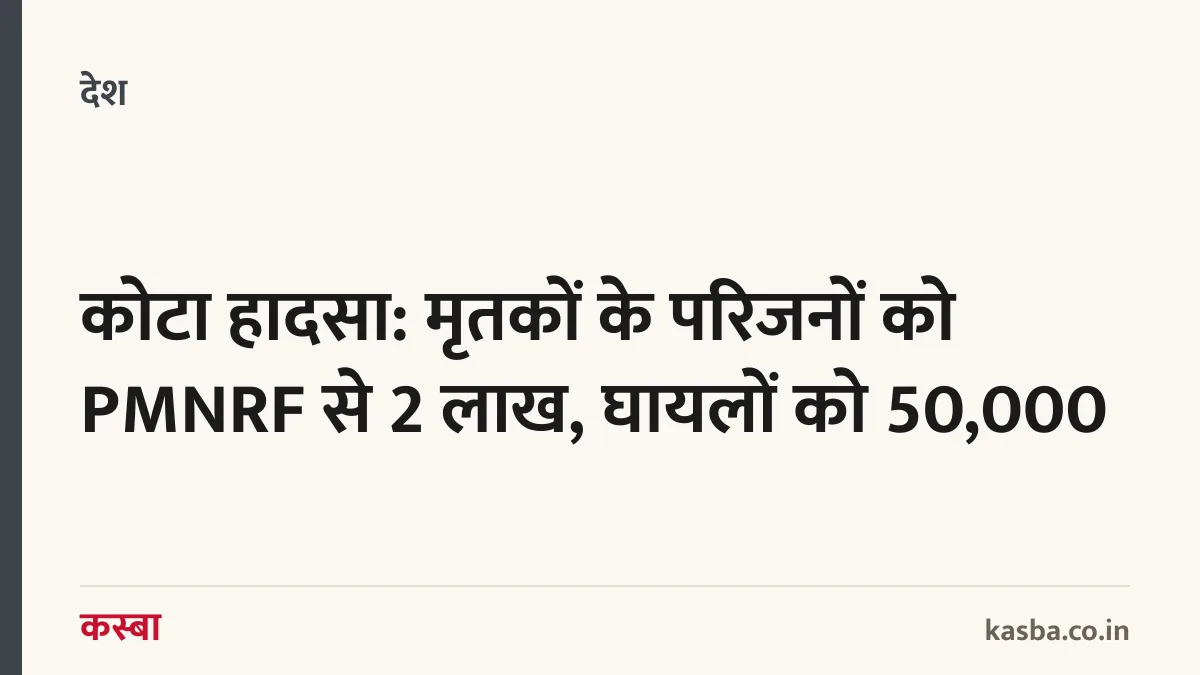 देश
कोटा हादसा: मृतकों के परिजनों को
PMNRF से 2 लाख, घायलों को 50,000
कस्बा
kasba.co.in